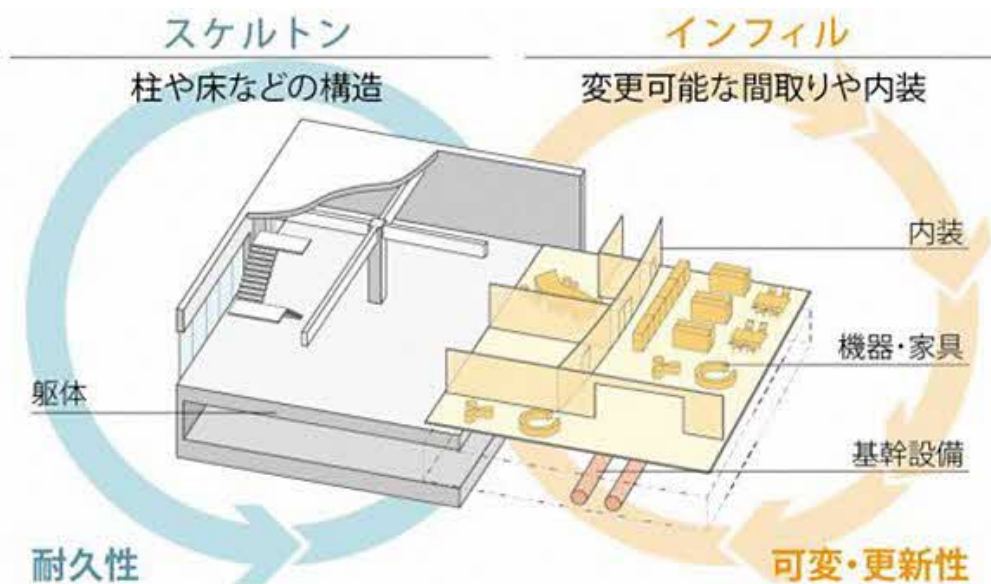 スケルトン
柱や床などの構造
インフィル
変更可能な間取りや内装
内装
機器・家具
躯体
基幹設備
耐久性
可変・更新性